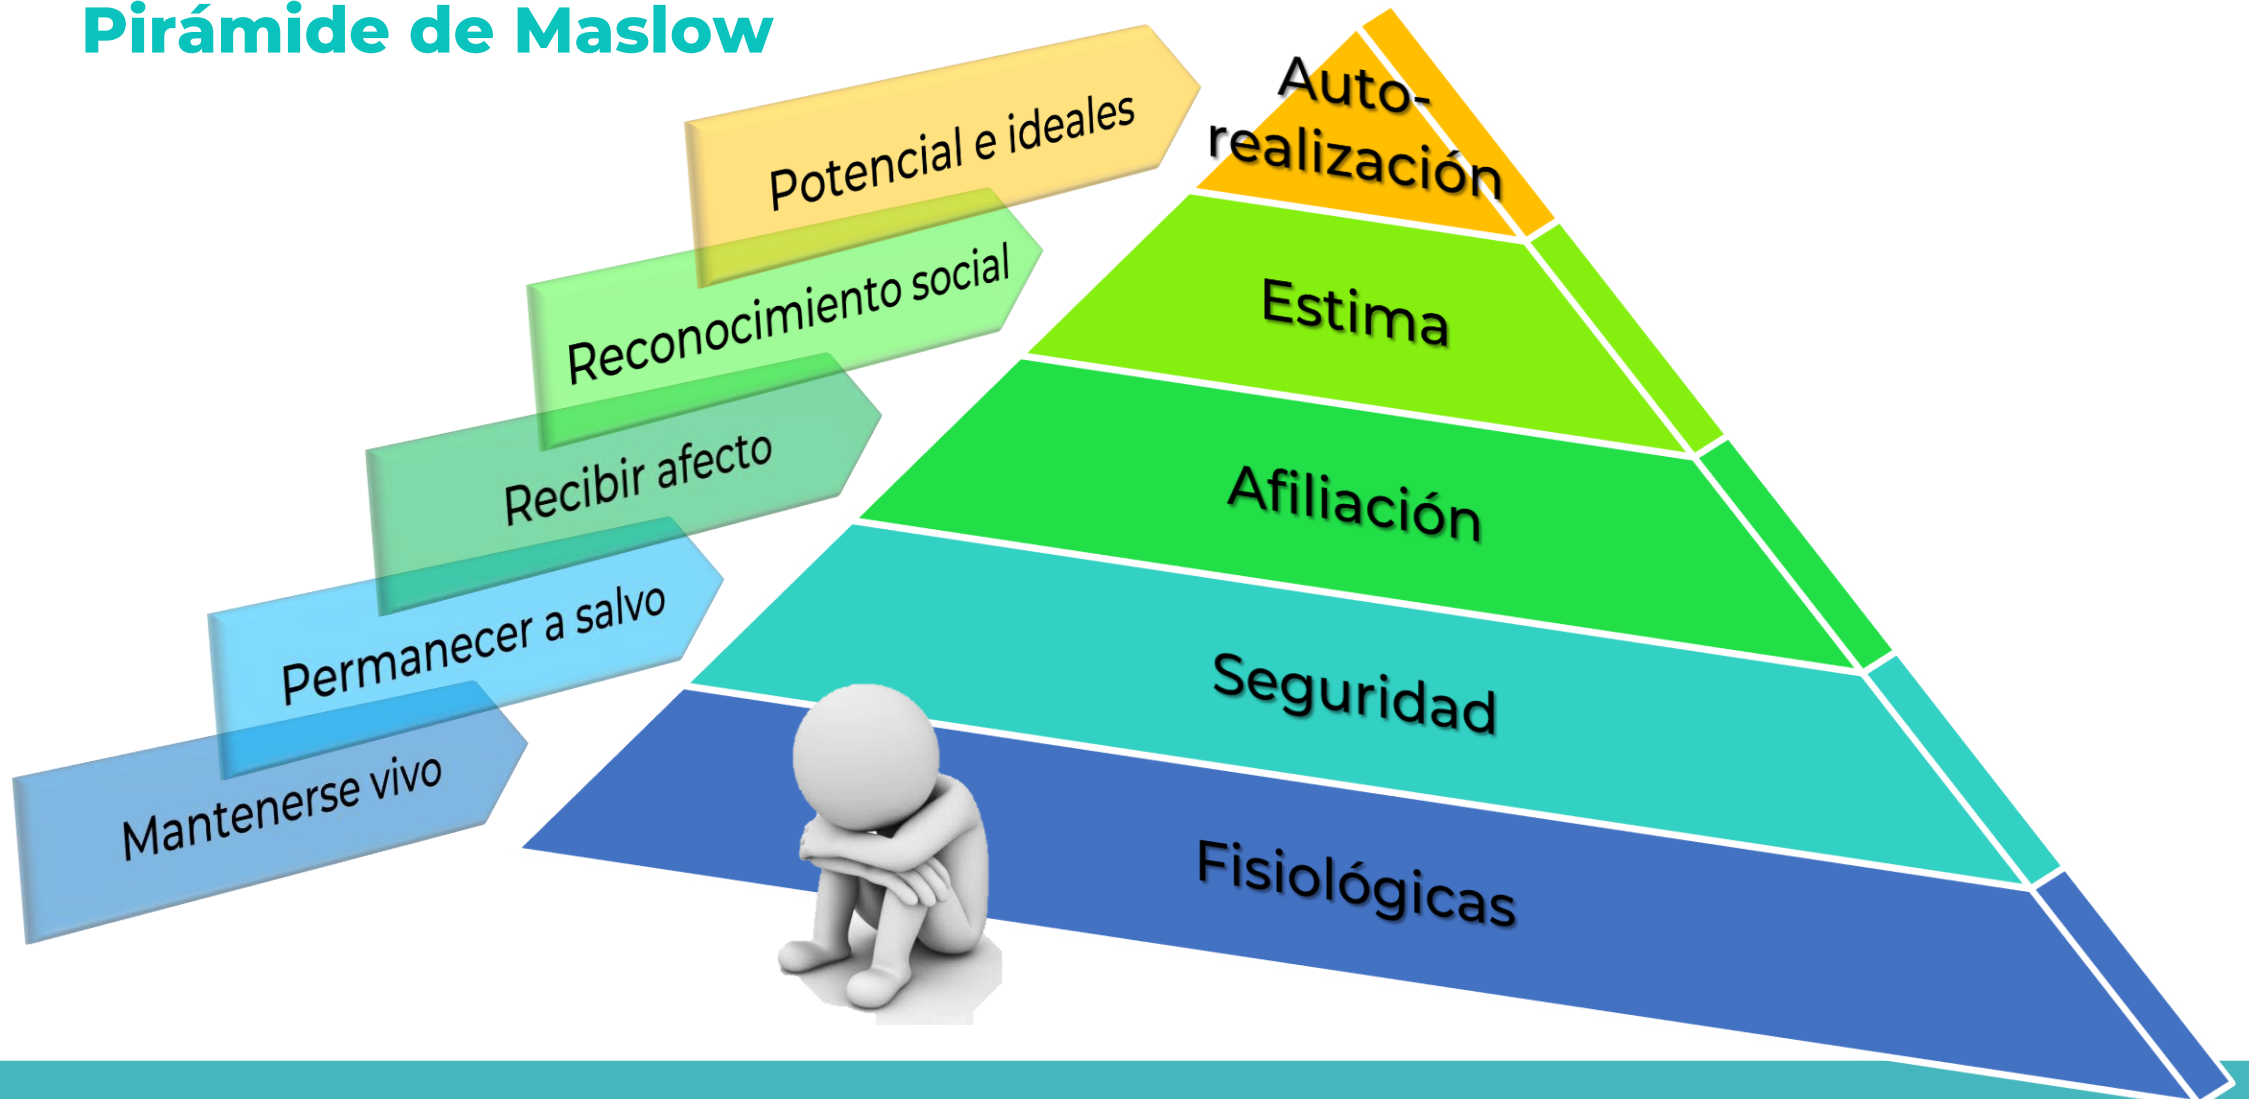 Pirámide de Maslow
Potencial e ideales
Auto-
realización
Reconocimiento social
Estima
Recibir afecto
Afiliación
Permanecer a salvo
Seguridad
Mantenerse vivo
Fisiológicas